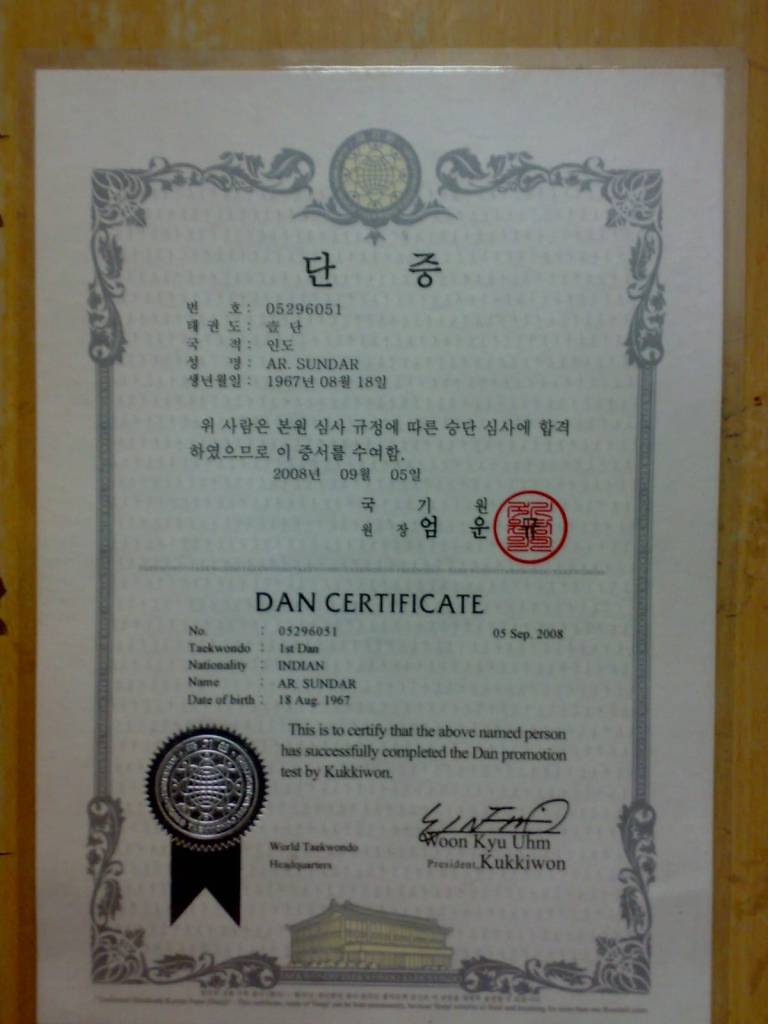 단 증
번 호 : 05296051
태 권 도 : 壹 단
국 적 : 인도
성 명 : AR. SUNDAR
생년월일 : 1967년 08월 18일
위 사람은 본원 심사 규정에 따른 승단 심사에 합격
하였으므로 이 증서를 수여함.
2008년 09월 05일
국 기 원
원 장 엄 운 규
DAN CERTIFICATE
No. : 05296051 05 Sep. 2008
Taekwondo : 1st Dan
Nationality : INDIAN
Name : AR. SUNDAR
Date of birth : 18 Aug. 1967
This is to certify that the above named person
has successfully completed the Dan promotion
test by Kukkiwon.
Woon Kyu Uhm
World Taekwondo
Headquarters
President, Kukkiwon